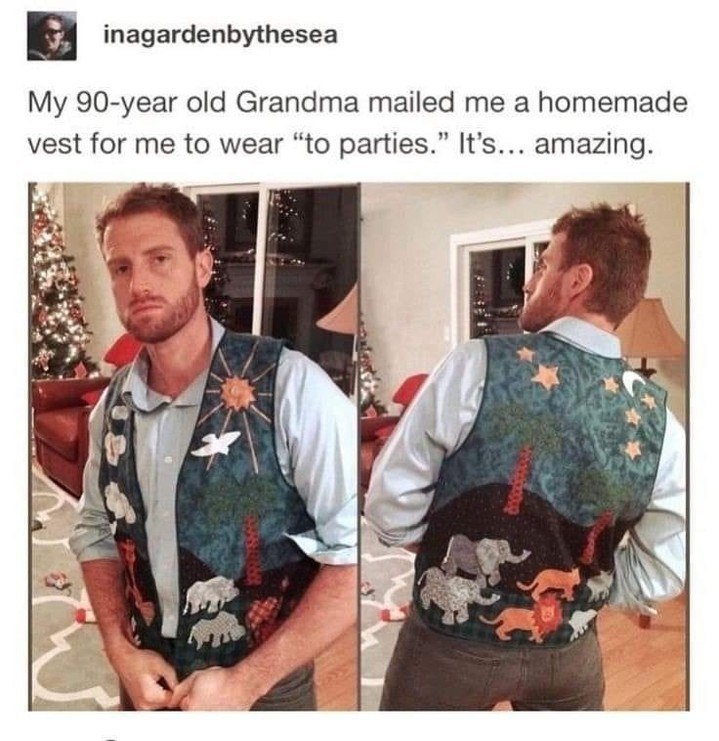 inagardenbythesea
My 90-year old Grandma mailed me a homemade
vest for me to wear “to parties.” It’s... amazing.